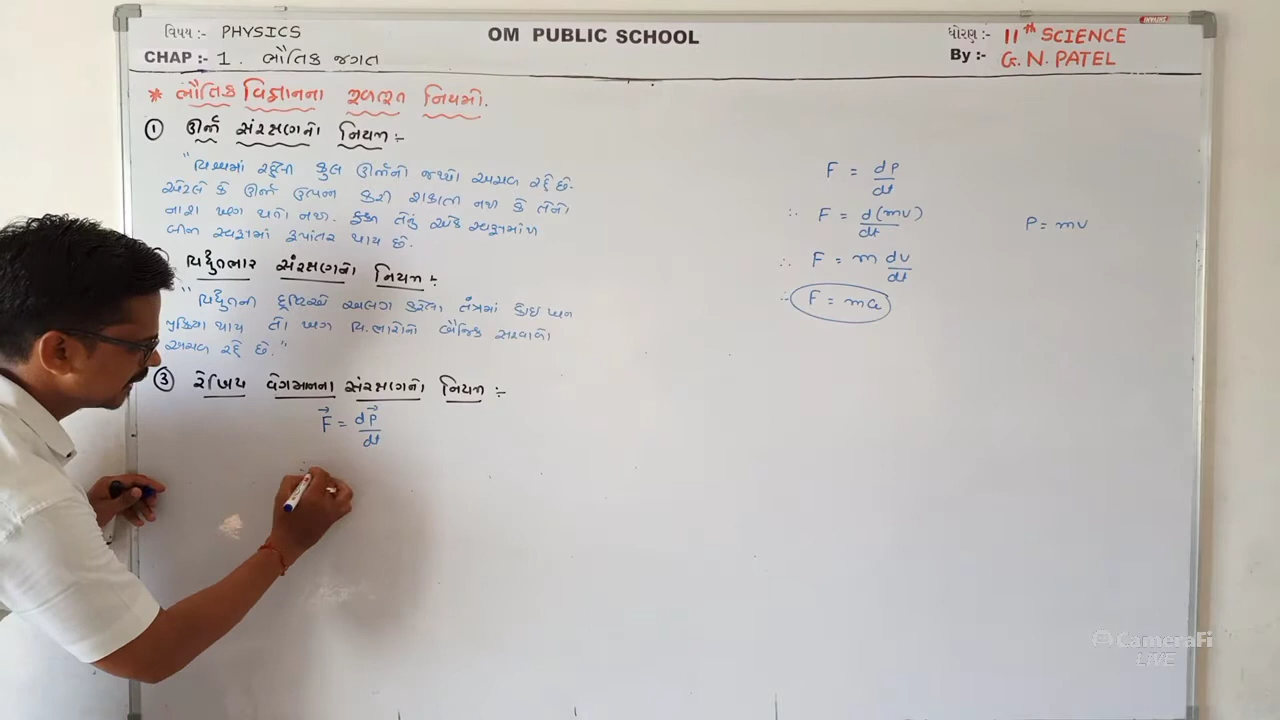 વિષય :- PHYSICS
OM PUBLIC SCHOOL
ધોરણ :- 11th SCIENCE
CHAP :- 1. ભૌતિક જગત
By :- G. N. PATEL
* ભૌતિક વિજ્ઞાનના મૂળભૂત નિયમો.
① ઊર્જા સંરક્ષણનો નિયમ :-
"વિશ્વમાં રહેલી કુલ ઊર્જાનો જથ્થો અચળ રહે છે.
એટલે કે ઊર્જા ઉત્પન્ન કરી શકાતી નથી કે તેનો
નાશ પણ થતો નથી. ફક્ત તેનું એક સ્વરૂપમાંથી
બીજા સ્વરૂપમાં રૂપાંતર થાય છે.
વિદ્યુતભાર સંરક્ષણનો નિયમ :-
"વિદ્યુતની દૃષ્ટિએ અલગ કરેલા તંત્રમાં કોઇ પણ
પ્રક્રિયા થાય તો પણ વિ.ભારોનો બૈજિક સરવાળો
અચળ રહે છે."
③ રેખિય વેગમાનના સંરક્ષણનો નિયમ :-
F⃗ = dP⃗/dt
F = dP/dt
∴ F = d(mv)/dt
P = mv
∴ F = m dv/dt
∴ F = ma
CameraFi
LIVE